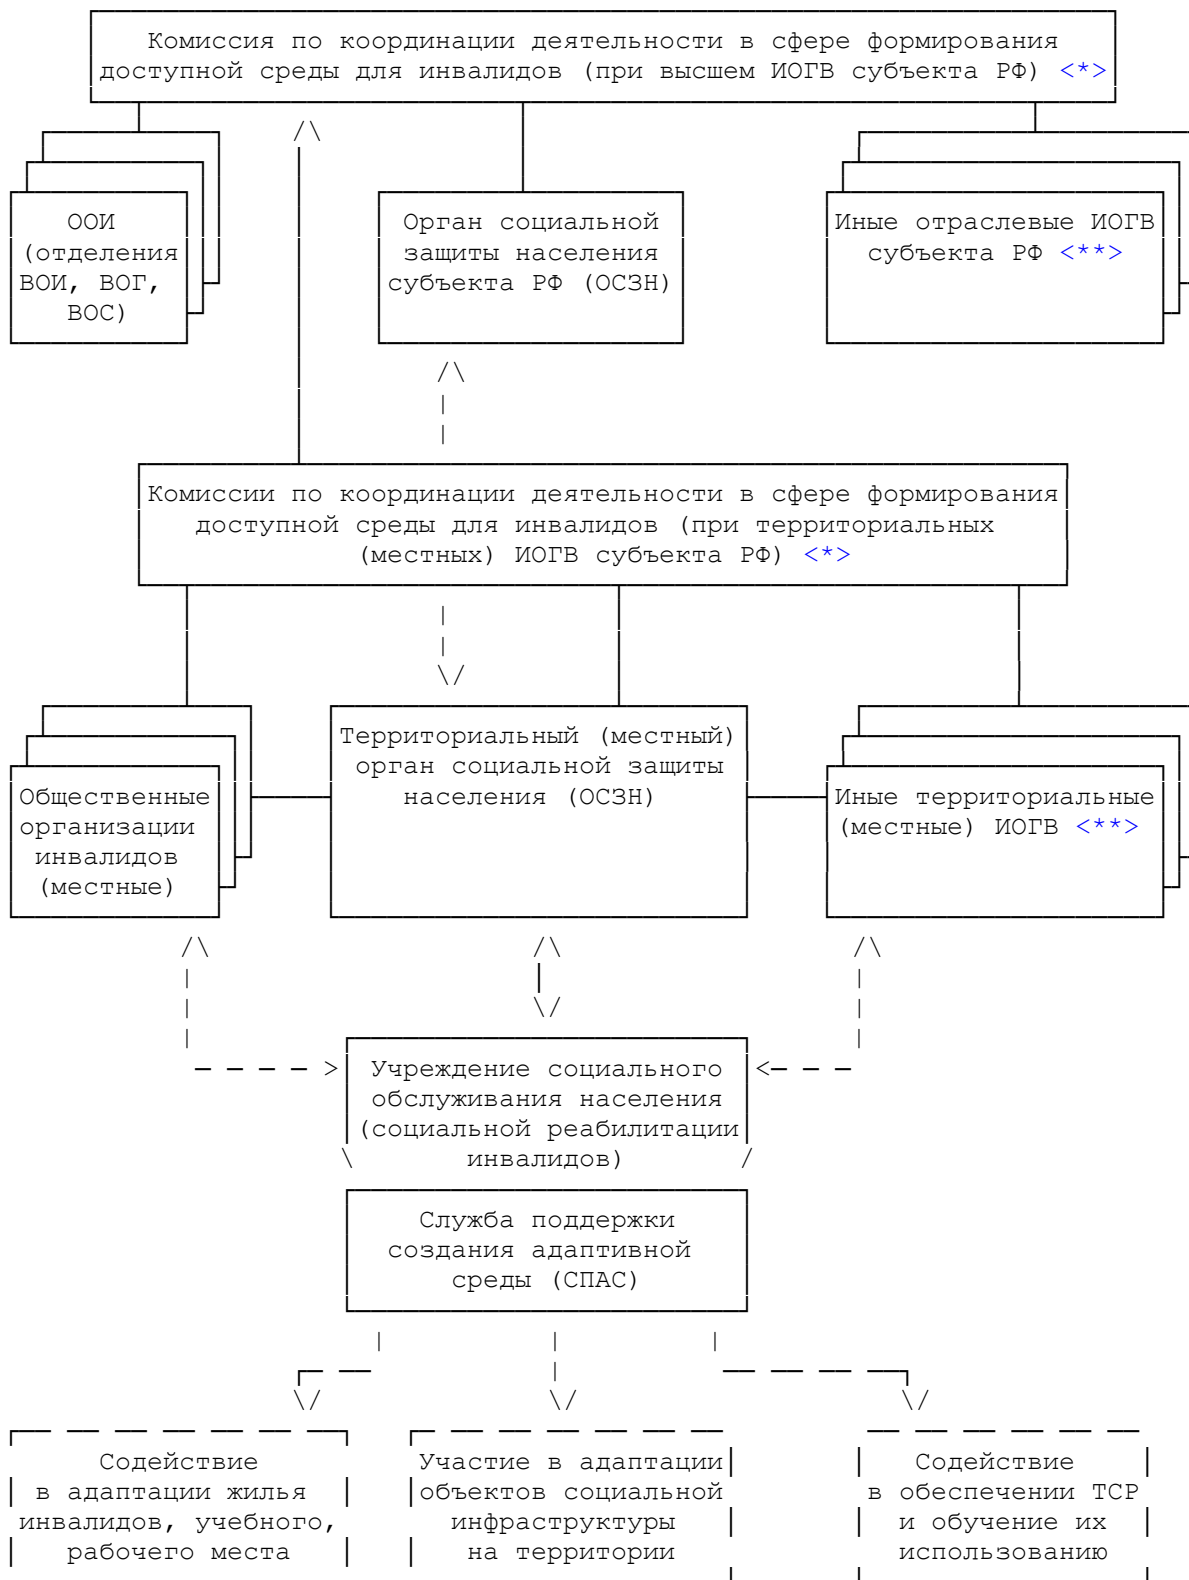 Комиссия по координации деятельности в сфере формирования
доступной среды для инвалидов (при высшем ИОГВ субъекта РФ) <*>
ООИ
(отделения
ВОИ, ВОГ,
ВОС)
Орган социальной
защиты населения
субъекта РФ (ОСЗН)
Иные отраслевые ИОГВ
субъекта РФ <**>
Комиссии по координации деятельности в сфере формирования
доступной среды для инвалидов (при территориальных
(местных) ИОГВ субъекта РФ) <*>
Общественные
организации
инвалидов
(местные)
Территориальный (местный)
орган социальной защиты
населения (ОСЗН)
Иные территориальные
(местные) ИОГВ <**>
Учреждение социального
обслуживания населения
(социальной реабилитации
инвалидов)
Служба поддержки
создания адаптивной
среды (СПАС)
Содействие
в адаптации жилья
инвалидов, учебного,
рабочего места
Участие в адаптации
объектов социальной
инфраструктуры
на территории
Содействие
в обеспечении ТСР
и обучение их
использованию